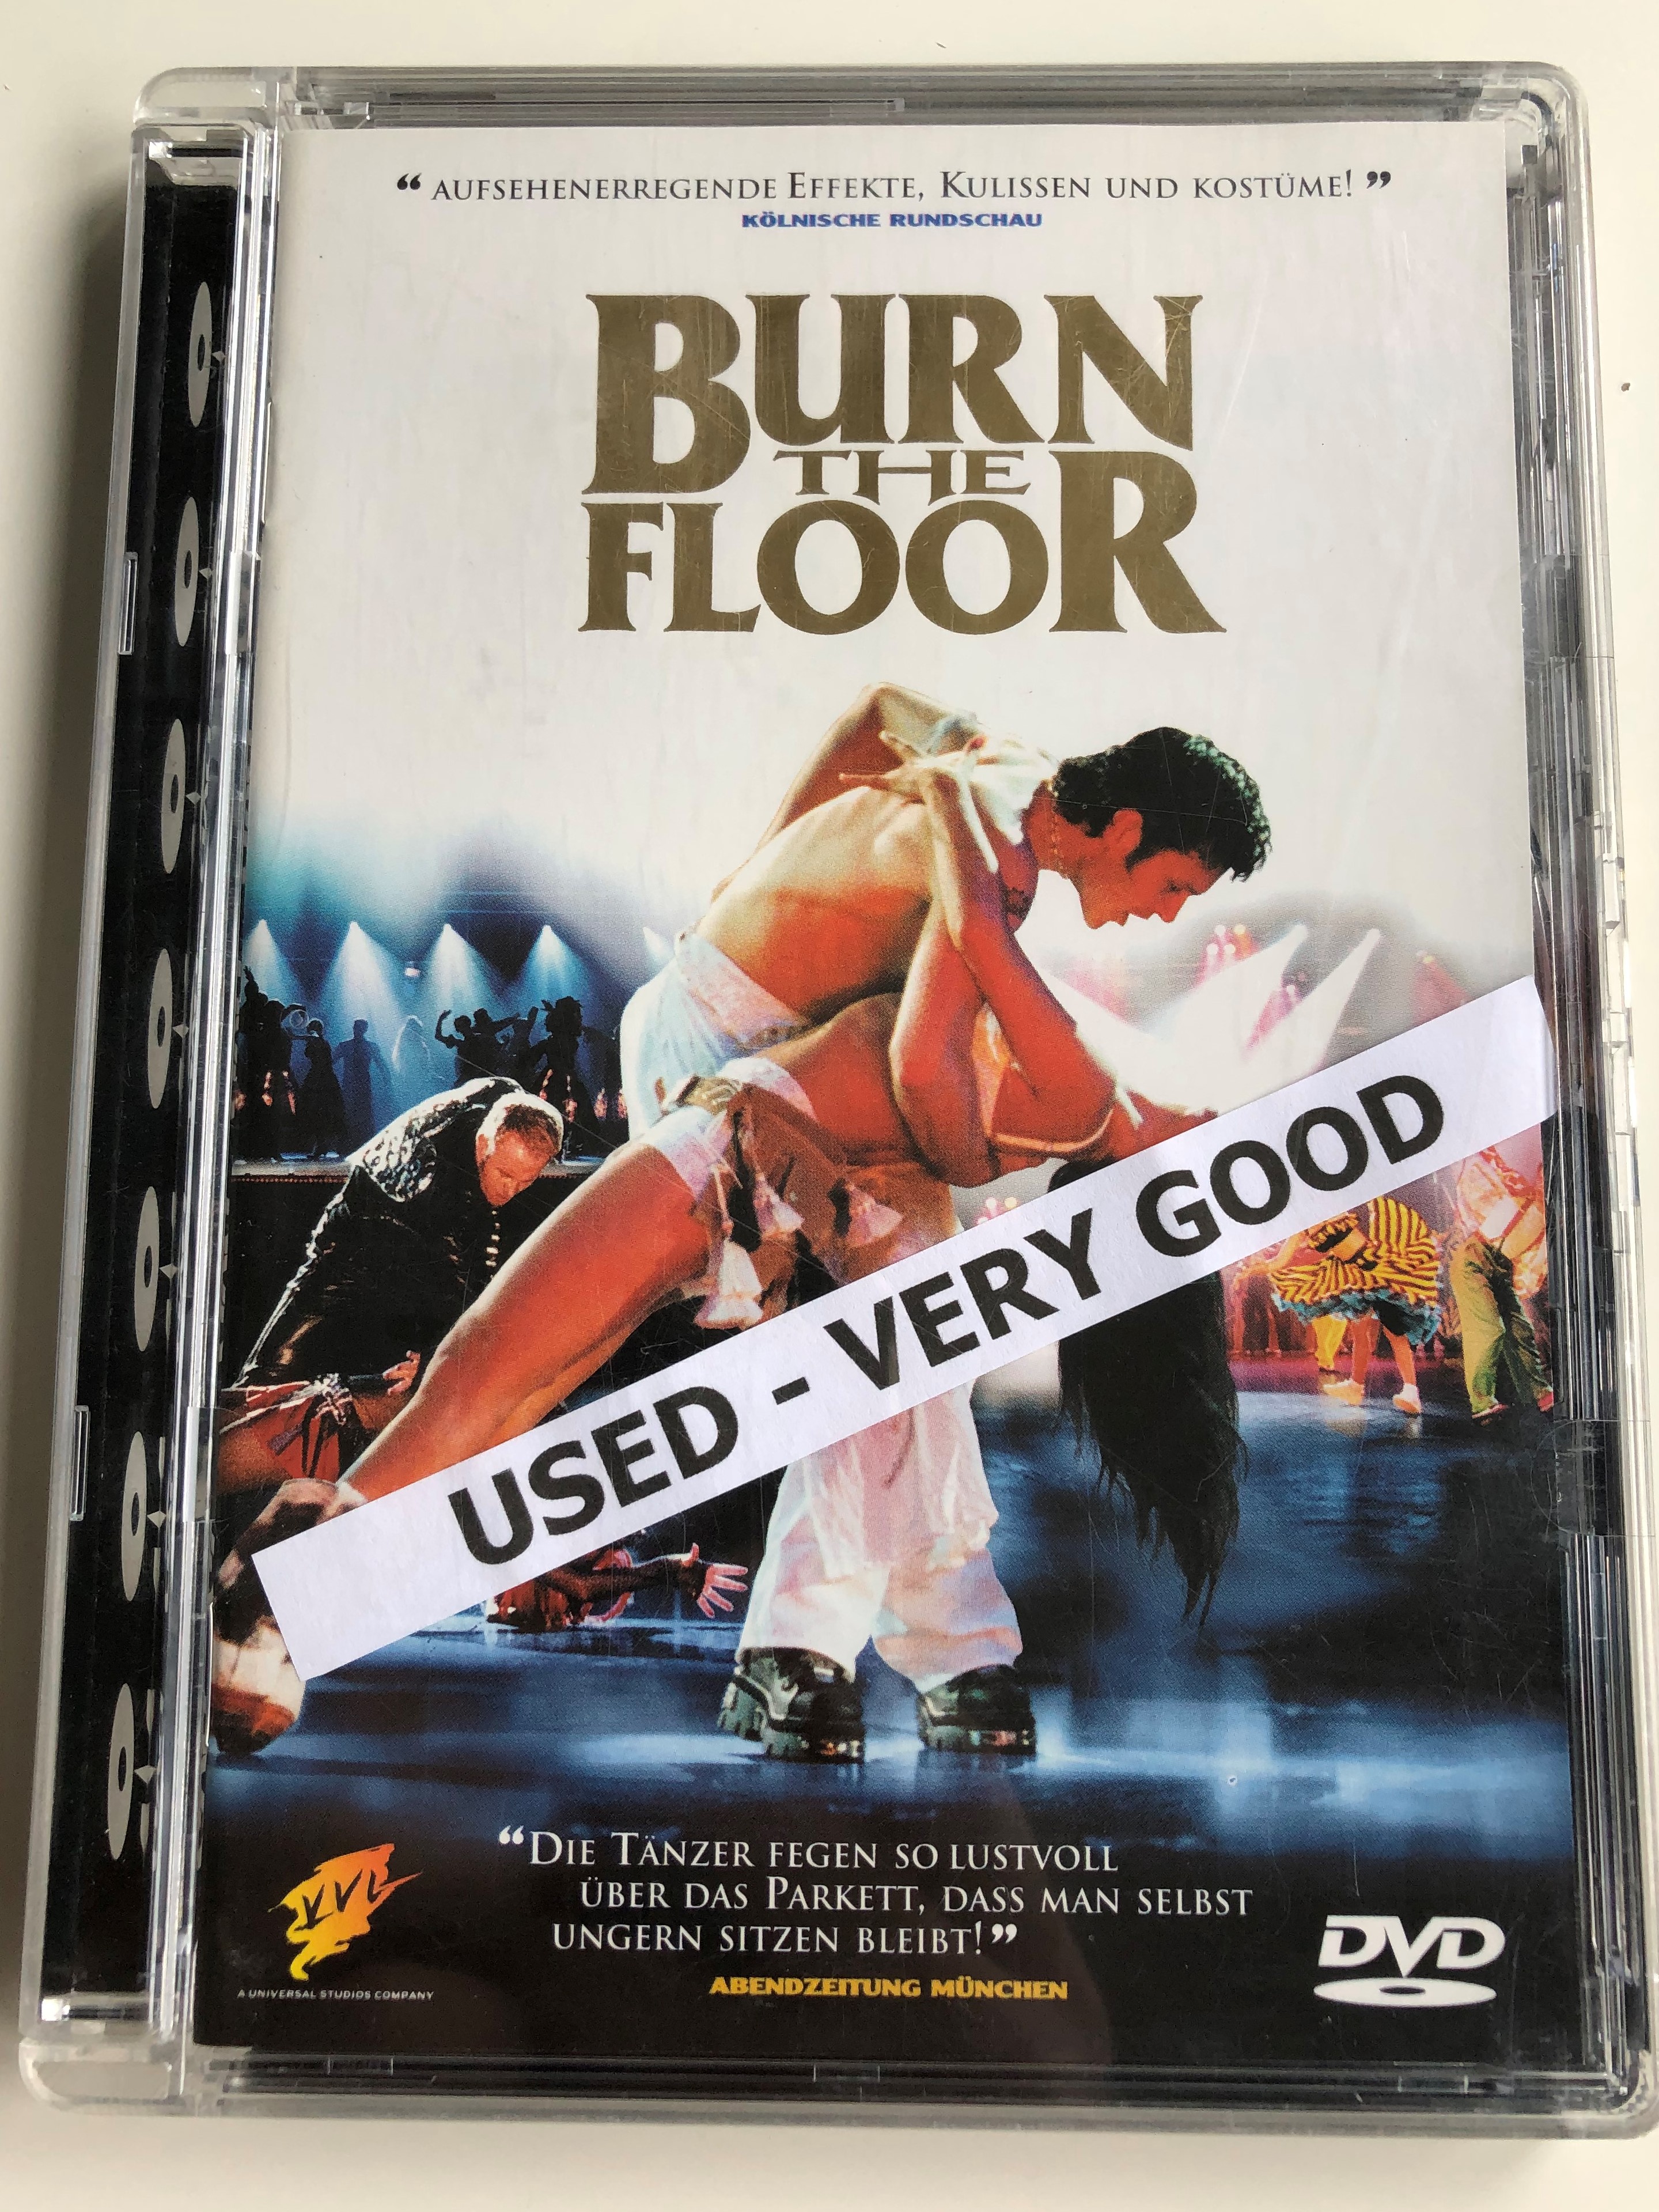 “ AUFSEHENERREGENDE EFFEKTE, KULISSEN UND KOSTÜME! ”
KÖLNISCHE RUNDSCHAU
BURN
THE
FLOOR
USED - VERY GOOD
“DIE TÄNZER FEGEN SO LUSTVOLL
ÜBER DAS PARKETT, DASS MAN SELBST
UNGERN SITZEN BLEIBT!”
ABENDZEITUNG MÜNCHEN
VVL
A UNIVERSAL STUDIOS COMPANY
DVD